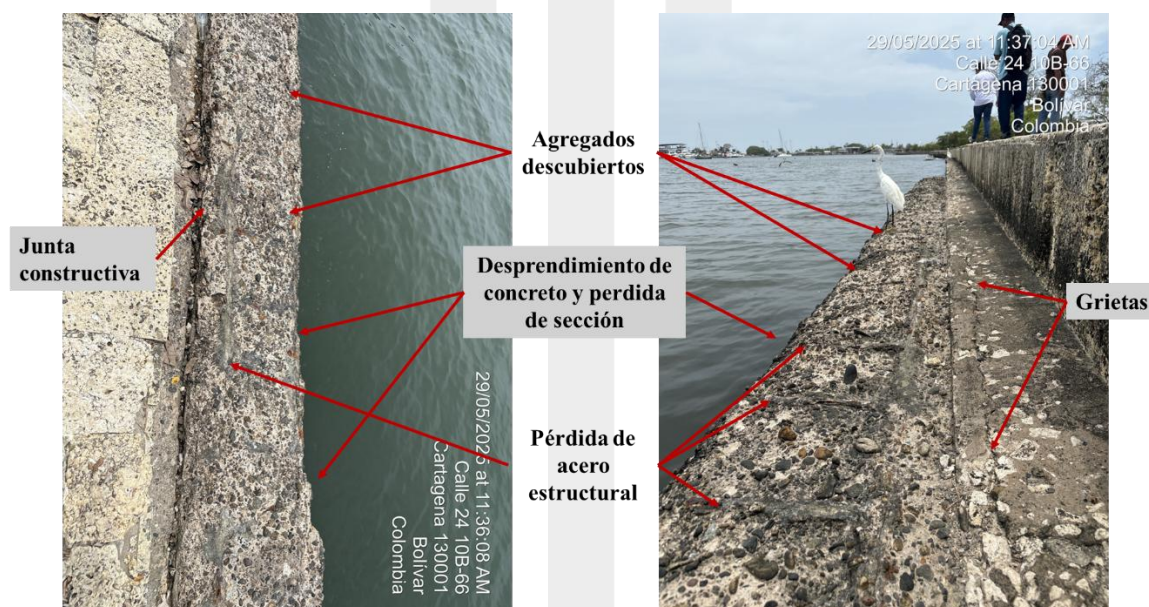 29/05/2025 at 11:37:04 AM
Calle 24 10B-66
Cartagena 130001
Bolívar
Colombia
Agregados
descubiertos
Junta
constructiva
Desprendimiento de
concreto y perdida
de sección
Grietas
Pérdida de
acero
estructural
29/05/2025 at 11:36:08 AM
Calle 24 10B-66
Cartagena 130001
Bolívar
Colombia